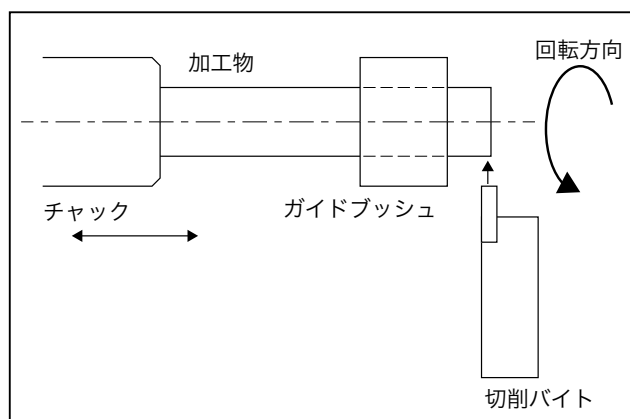 加工物
回転方向
チャック
ガイドブッシュ
切削バイト